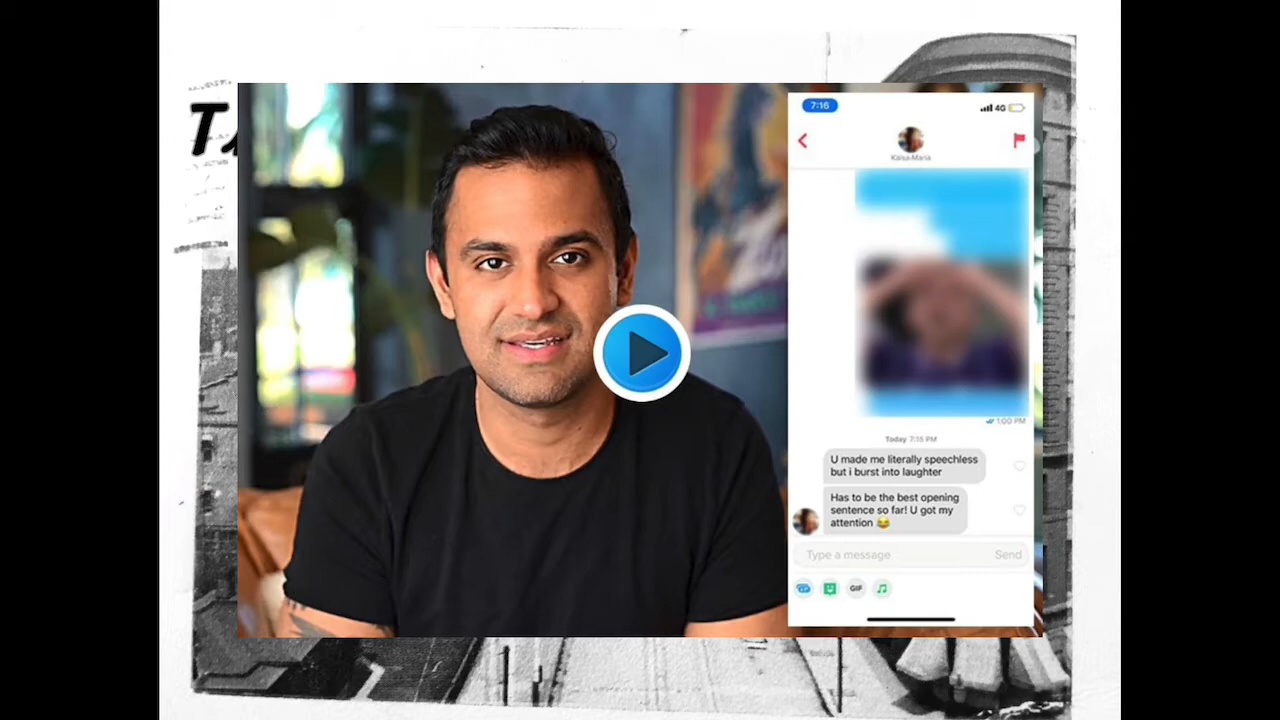 7:16
4G
Kaisa-Maria
1:00 PM
Today 7:15 PM
U made me literally speechless
but i burst into laughter
Has to be the best opening
sentence so far! U got my
attention 😂
Type a message
Send
GIF